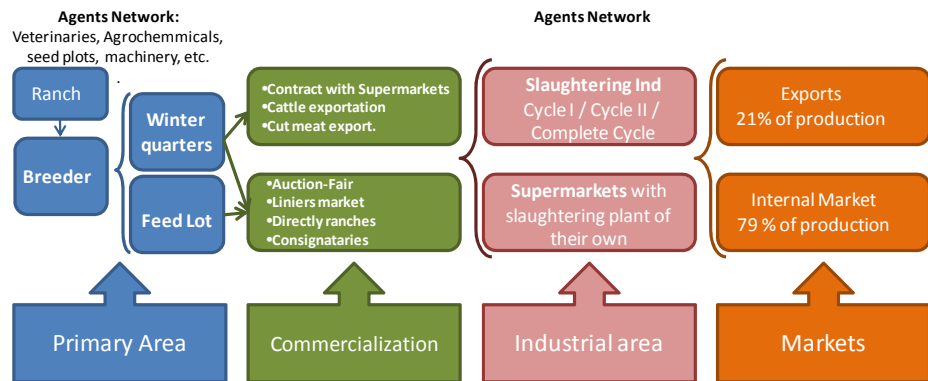 Agents Network:
Veterinaries, Agrochemmicals,
seed plots, machinery, etc.
.
Agents Network
Ranch
Breeder
Winter
quarters
Feed Lot
•Contract with Supermarkets
•Cattle exportation
•Cut meat export.
•Auction-Fair
•Liniers market
•Directly ranches
•Consignataries
Slaughtering Ind
Cycle I / Cycle II /
Complete Cycle
Supermarkets with
slaughtering plant of
their own
Exports
21% of production
Internal Market
79 % of production
Primary Area
Commercialization
Industrial area
Markets